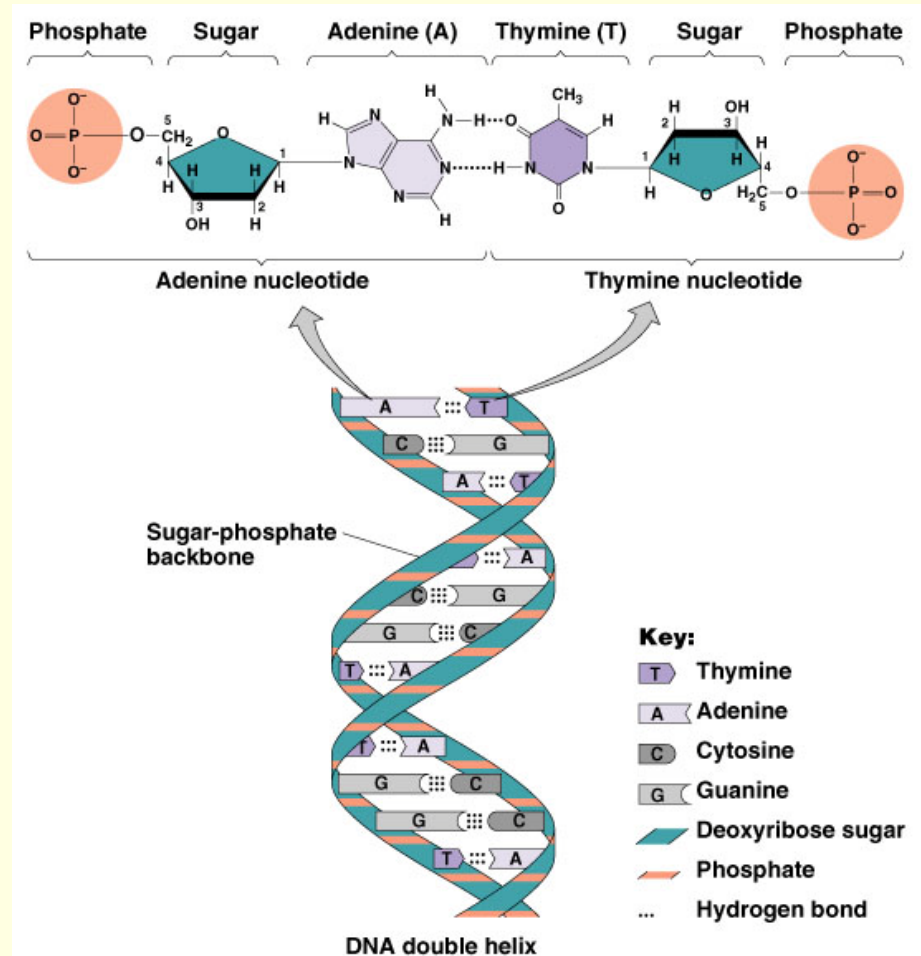 Phosphate Sugar Adenine (A) Thymine (T) Sugar Phosphate
O⁻ O=P—O—CH₂ O⁻ 5 4 H H 3 OH H 2 H 1 O
H N N N N H H N—H N H
O CH₃ H H N N O
H 2 H OH 3 H 1 H 4 H O H₂C 5 O—P=O O⁻ O⁻
Adenine nucleotide Thymine nucleotide
A T
C G
A T
Sugar-phosphate
backbone
T A
C G
G C
T A
T A
G C
G C
T A
Key:
T Thymine
A Adenine
C Cytosine
G Guanine
Deoxyribose sugar
Phosphate
Hydrogen bond
DNA double helix